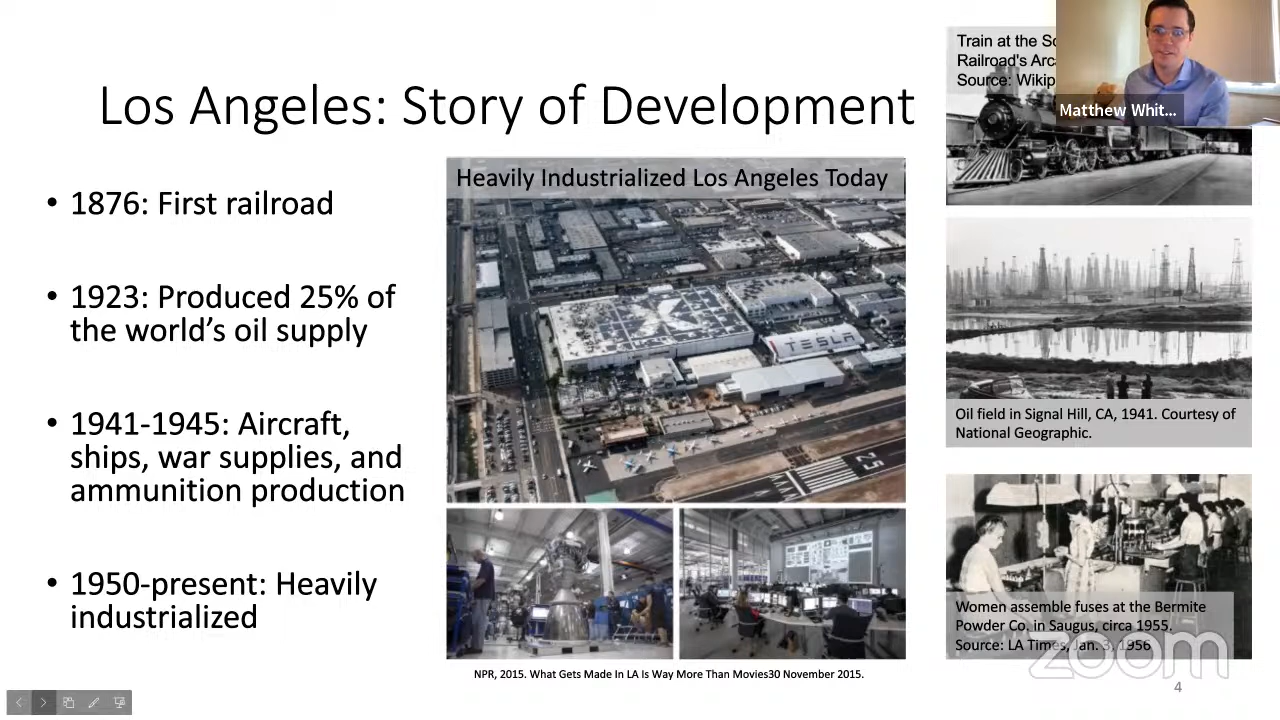 Los Angeles: Story of Development
• 1876: First railroad
• 1923: Produced 25% of
the world's oil supply
• 1941-1945: Aircraft,
ships, war supplies, and
ammunition production
• 1950-present: Heavily
industrialized
Heavily Industrialized Los Angeles Today
TESLA
25
NPR, 2015. What Gets Made In LA Is Way More Than Movies30 November 2015.
Train at the
Railroad's
Source:
Matthew Whit...
Oil field in Signal Hill, CA, 1941. Courtesy of
National Geographic.
Women assemble fuses at the Bermite
Powder Co. in Saugus, circa 1955.
Source: LA Times, Jan. 3, 1956
zoom
4